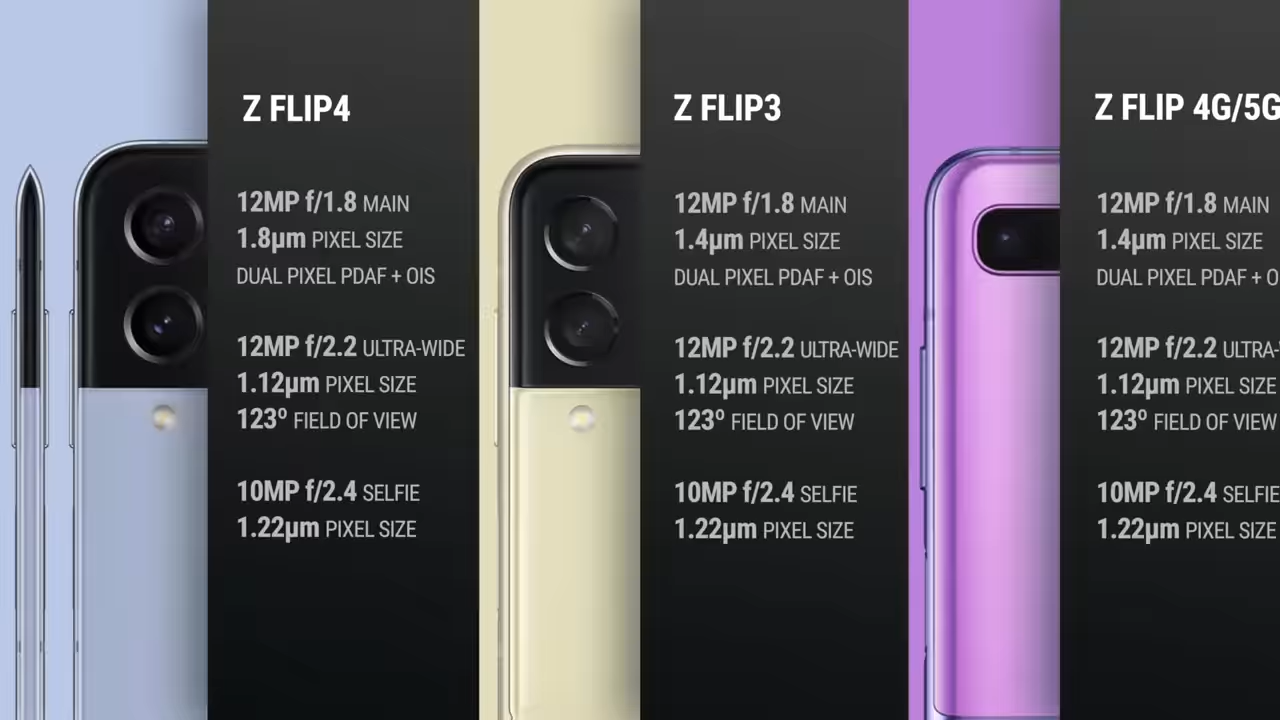 Z FLIP4
12MP f/1.8 MAIN
1.8µm PIXEL SIZE
DUAL PIXEL PDAF + OIS
12MP f/2.2 ULTRA-WIDE
1.12µm PIXEL SIZE
123º FIELD OF VIEW
10MP f/2.4 SELFIE
1.22µm PIXEL SIZE
Z FLIP3
12MP f/1.8 MAIN
1.4µm PIXEL SIZE
DUAL PIXEL PDAF + OIS
12MP f/2.2 ULTRA-WIDE
1.12µm PIXEL SIZE
123º FIELD OF VIEW
10MP f/2.4 SELFIE
1.22µm PIXEL SIZE
Z FLIP 4G/5G
12MP f/1.8 MAIN
1.4µm PIXEL SIZE
DUAL PIXEL PDAF + O
12MP f/2.2 ULTRA-
1.12µm PIXEL SIZE
123º FIELD OF VIEW
10MP f/2.4 SELFIE
1.22µm PIXEL SIZE